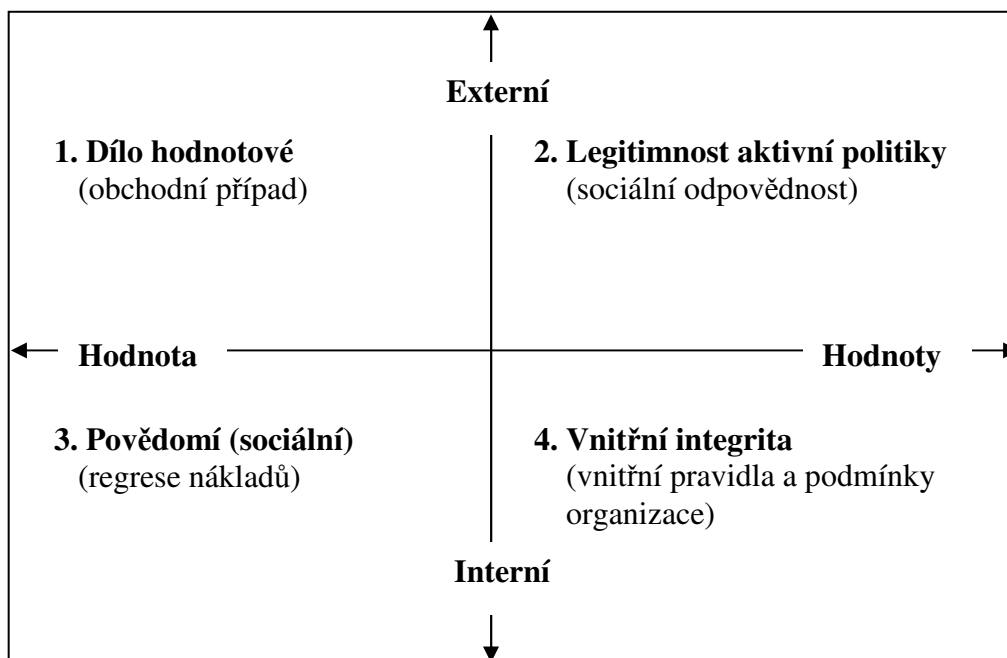 Externí
1. Dílo hodnotové
(obchodní případ)
2. Legitimnost aktivní politiky
(sociální odpovědnost)
Hodnota
Hodnoty
3. Povědomí (sociální)
(regrese nákladů)
4. Vnitřní integrita
(vnitřní pravidla a podmínky
organizace)
Interní